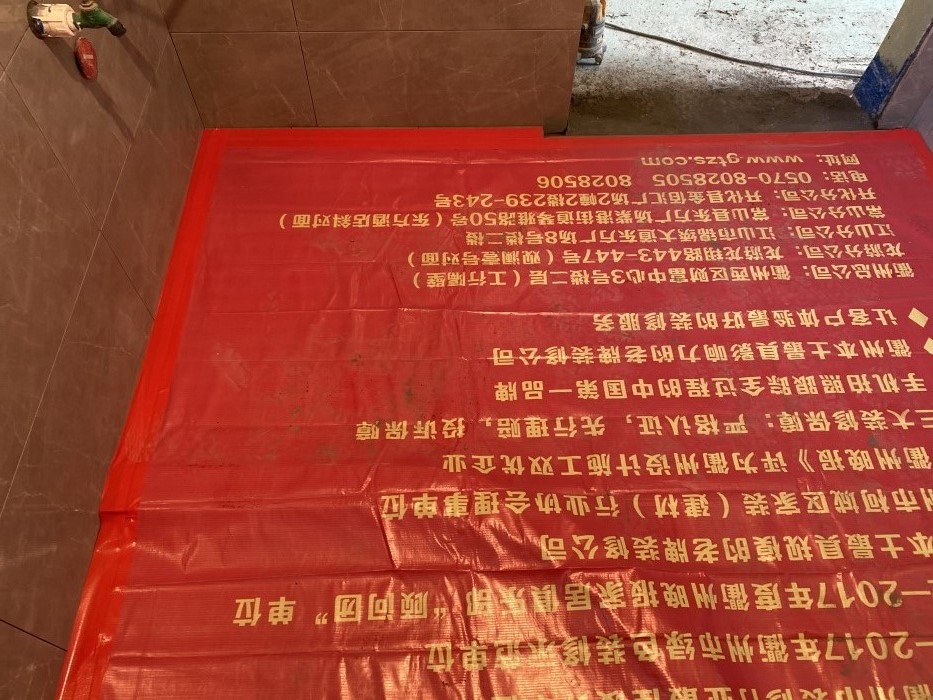 —2017年衢州市绿色装修示范单位
—2017年度衢州晚报家居俱乐部“顾问团”单位
本土最具规模的老牌装修公司
州市柯城区家装（建材）行业协会理事单位
衢州晚报》评为衢州设计施工双优企业
三大装修保障：严格认证，先行理赔，投诉保障
手机拍照跟踪全过程的中国第一品牌
◆ 衢州本土最具影响力的老牌装修公司
◆ 让客户体验最好的装修服务
衢州总公司：衢州西区财富中心3号楼二层（工行隔壁）
龙游分公司：龙游龙翔路443-447号（观澜壹号对面）
江山分公司：江山市锦绣大道东方广场8号楼二楼
常山分公司：常山县东方广场紫港街道琴雅路850号（东方酒店斜对面）
开化分公司：开化县金佰汇广场2幢2楼239-243号
电话：0570-8028505 8028506
网址：www.gtzs.com